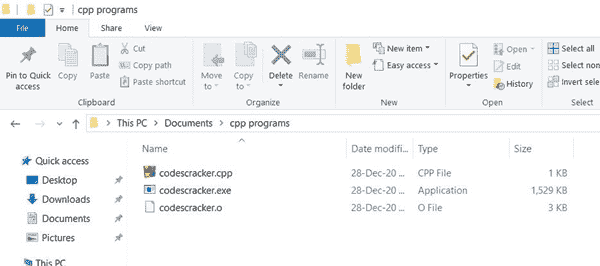 cpp programs
File Home Share View
Pin to Quick access
Copy
Paste
Cut
Copy path
Paste shortcut
Clipboard
Move to
Copy to
Delete
Rename
Organize
New folder
New item
Easy access
New
Properties
Open
Edit
History
Open
Select all
Select non
Invert selec
Select
This PC > Documents > cpp programs
Quick access
Desktop
Downloads
Documents
Pictures
This PC
Name Date modifi... Type Size
codescracker.cpp 28-Dec-20 ... CPP File 1 KB
codescracker.exe 28-Dec-20 ... Application 1,529 KB
codescracker.o 28-Dec-20 ... O File 3 KB